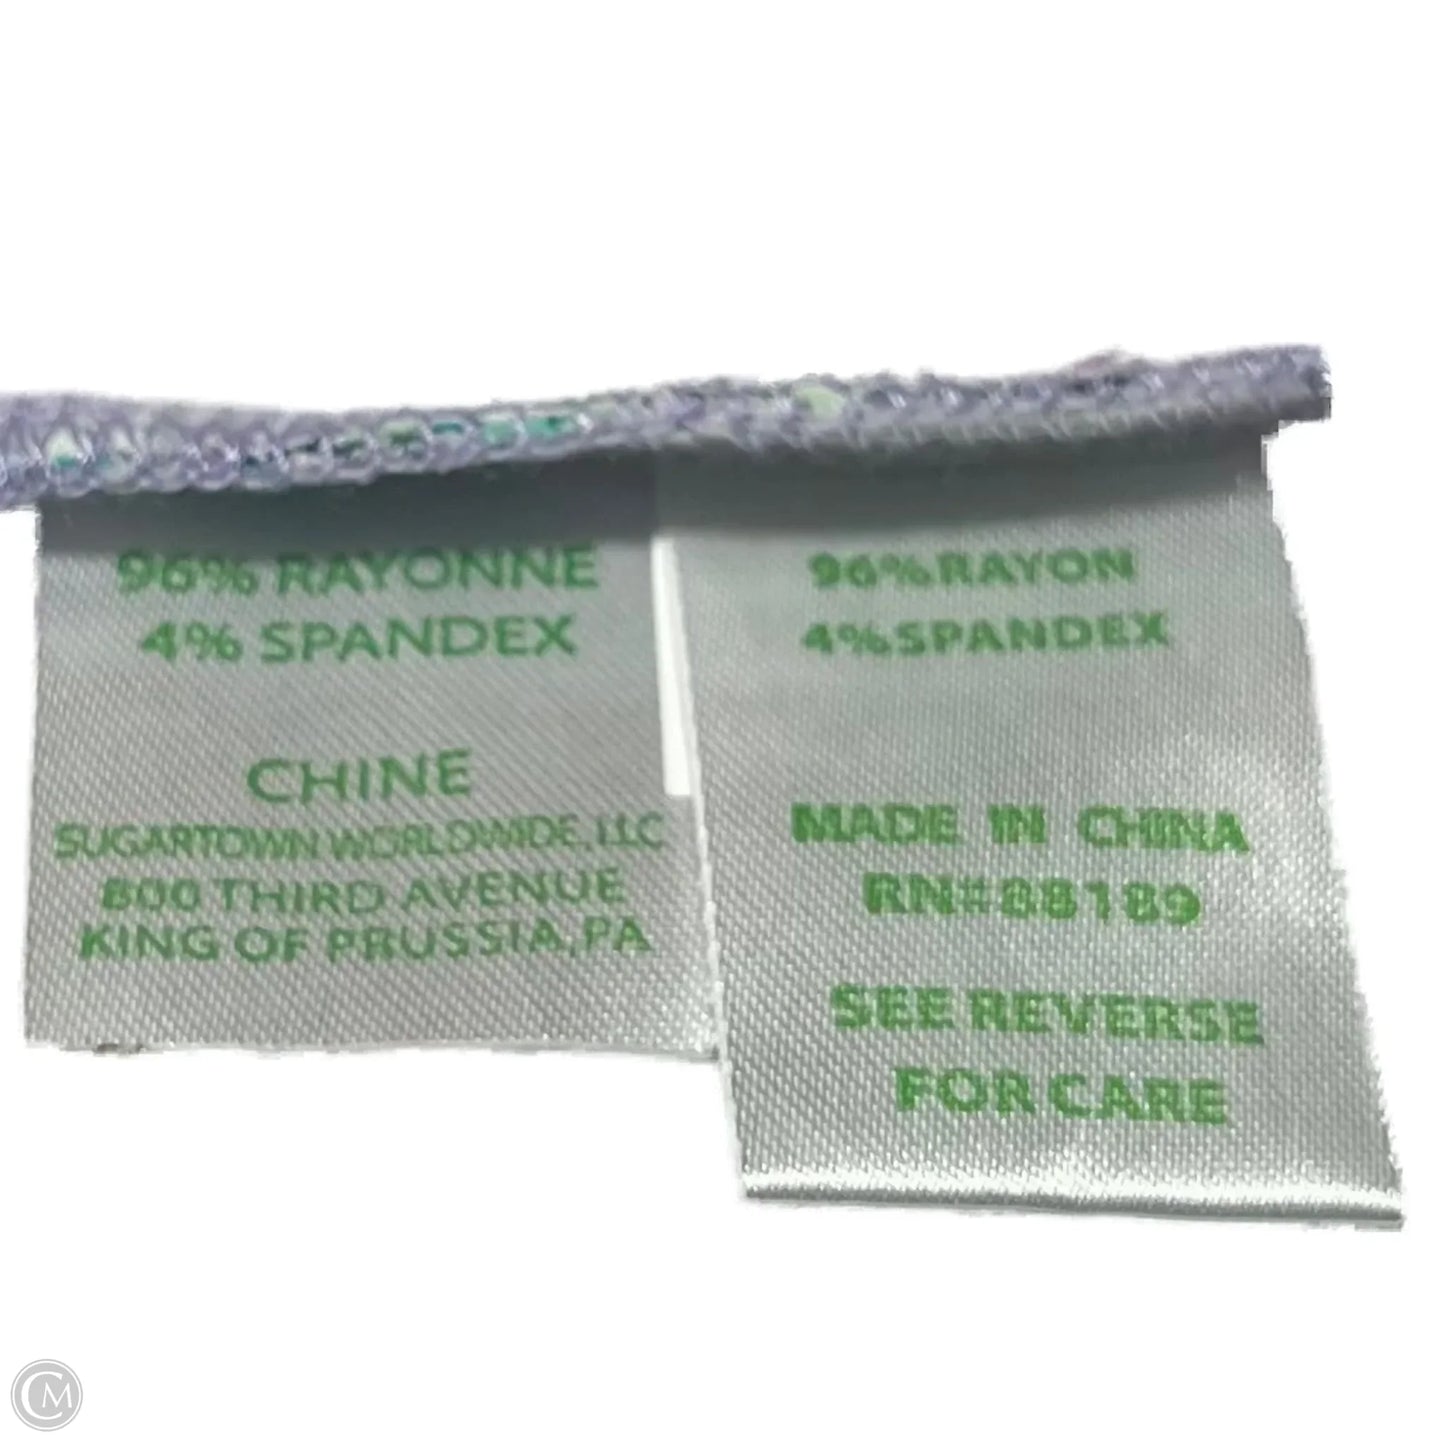 96% RAYONNE
4% SPANDEX
CHINE
SUGARTOWN WORLDWIDE, LLC
800 THIRD AVENUE
KING OF PRUSSIA, PA
96% RAYON
4% SPANDEX
MADE IN CHINA
RN# 88189
SEE REVERSE
FOR CARE
CM